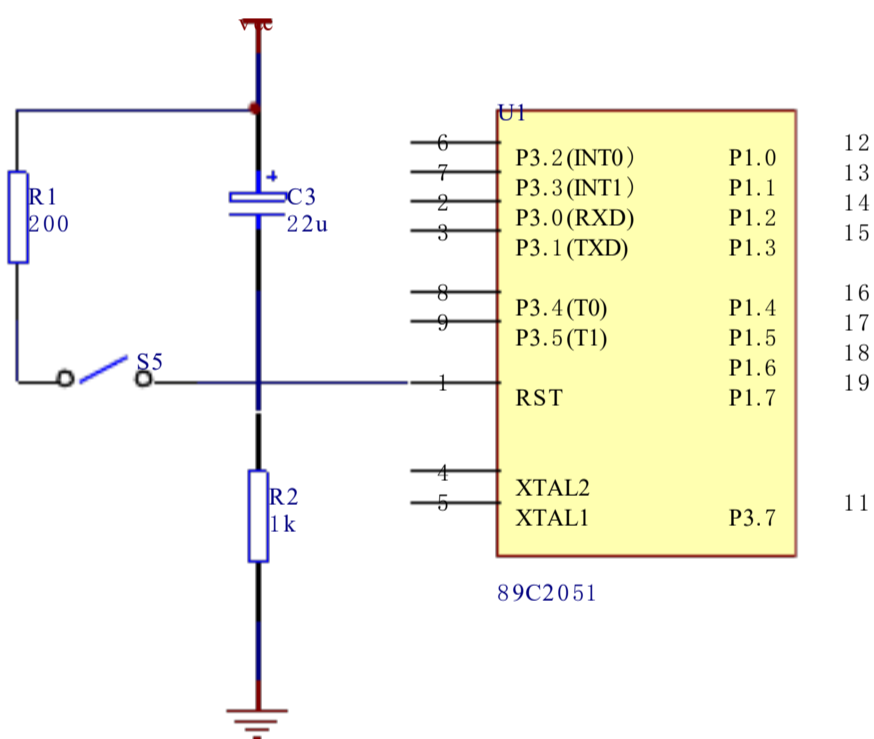 Vcc
R1
200
C3
22u
S5
R2
1k
U1
6 P3.2(INT0) P1.0 12
7 P3.3(INT1) P1.1 13
2 P3.0(RXD) P1.2 14
3 P3.1(TXD) P1.3 15
8 P3.4(T0) P1.4 16
9 P3.5(T1) P1.5 17
P1.6 18
1 RST P1.7 19
4 XTAL2
5 XTAL1 P3.7 11
89C2051